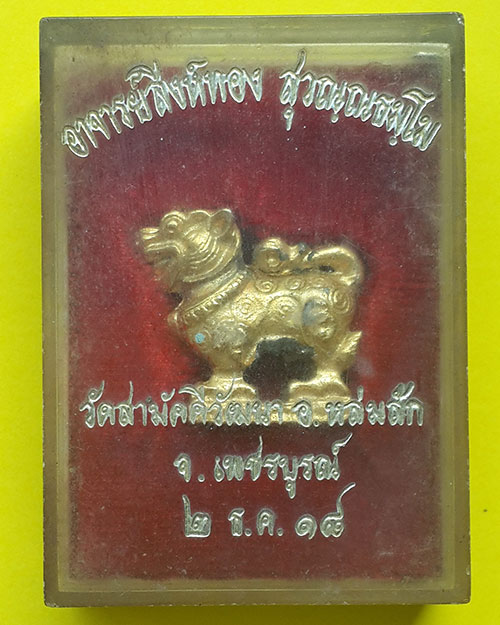 อาจารย์สิงห์ทอง สุวณฺณธมฺโม
วัดสามัคคีวัฒนา อ.หล่มสัก
จ.เพชรบูรณ์
๒ ธ.ค. ๑๘